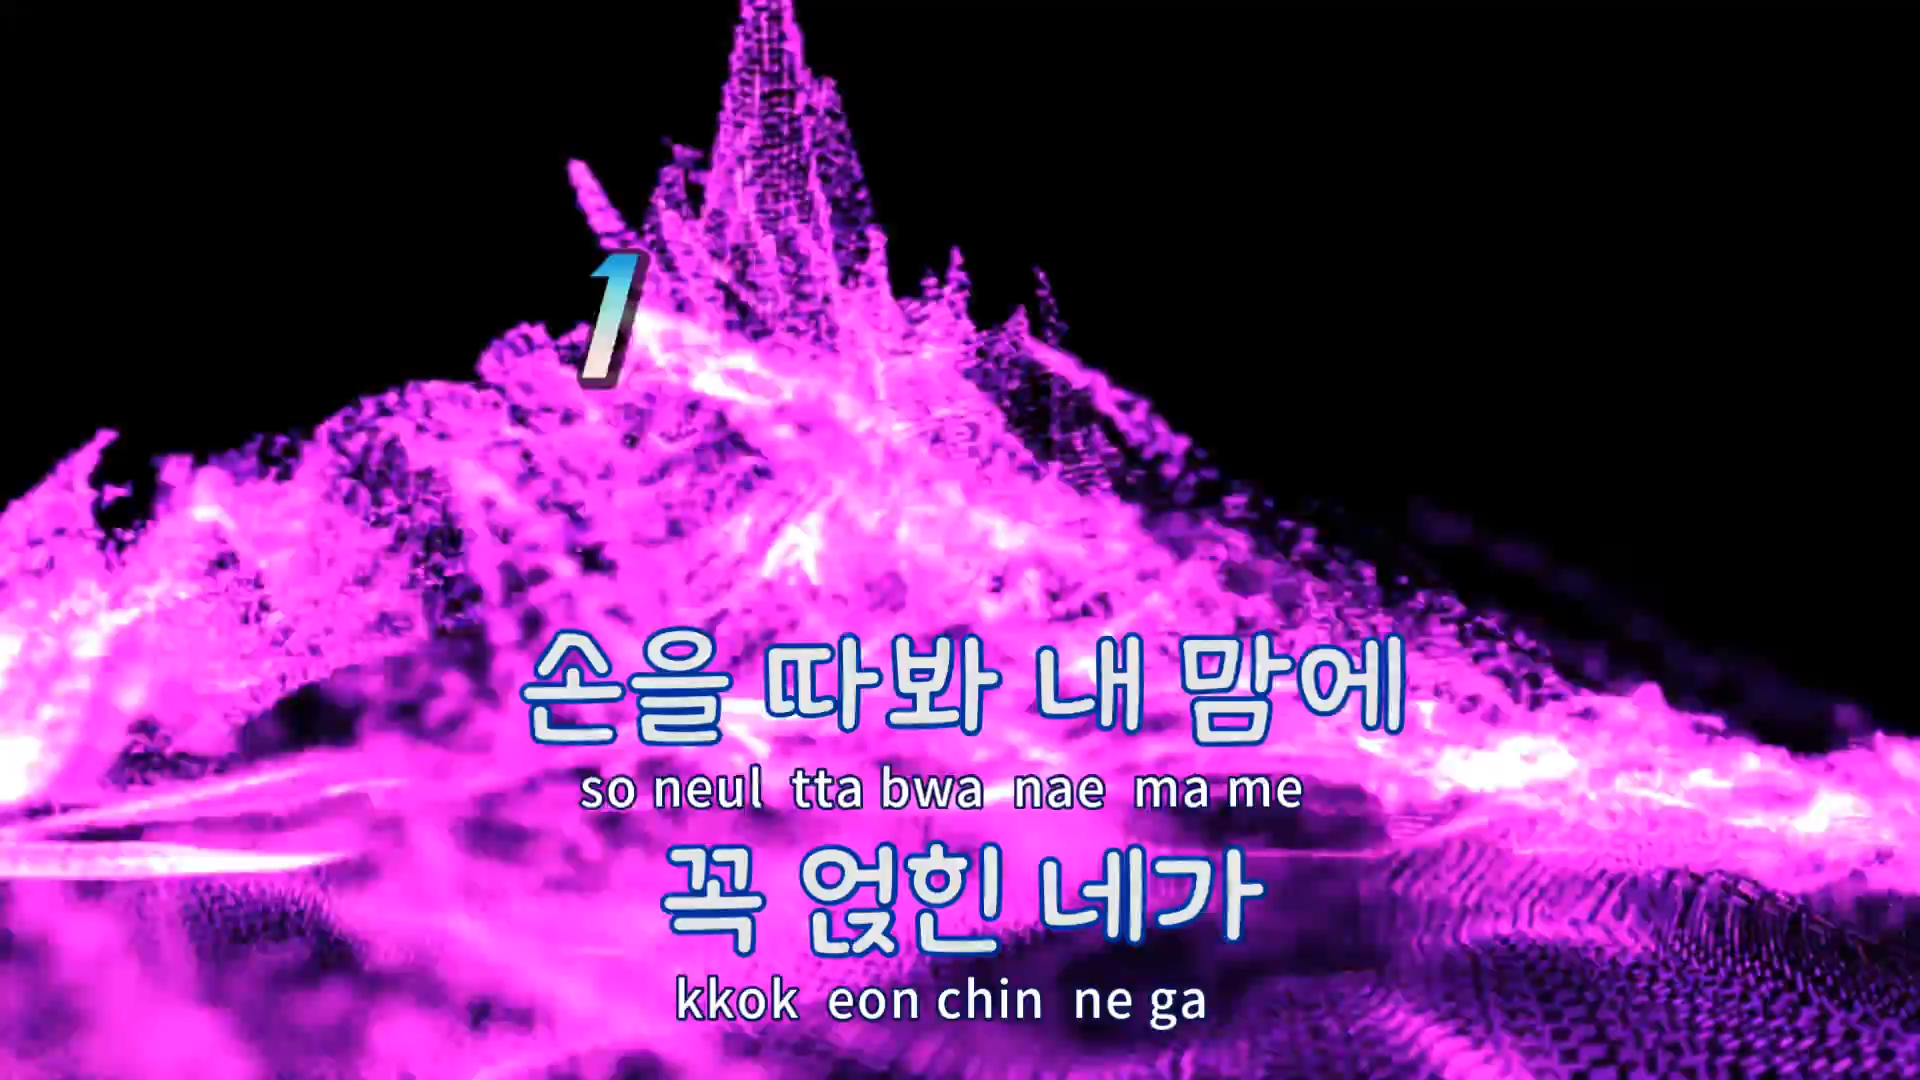 1
손을 따봐 내 맘에
so neul tta bwa nae ma me
꼭 얹힌 네가
kkok eon chin ne ga